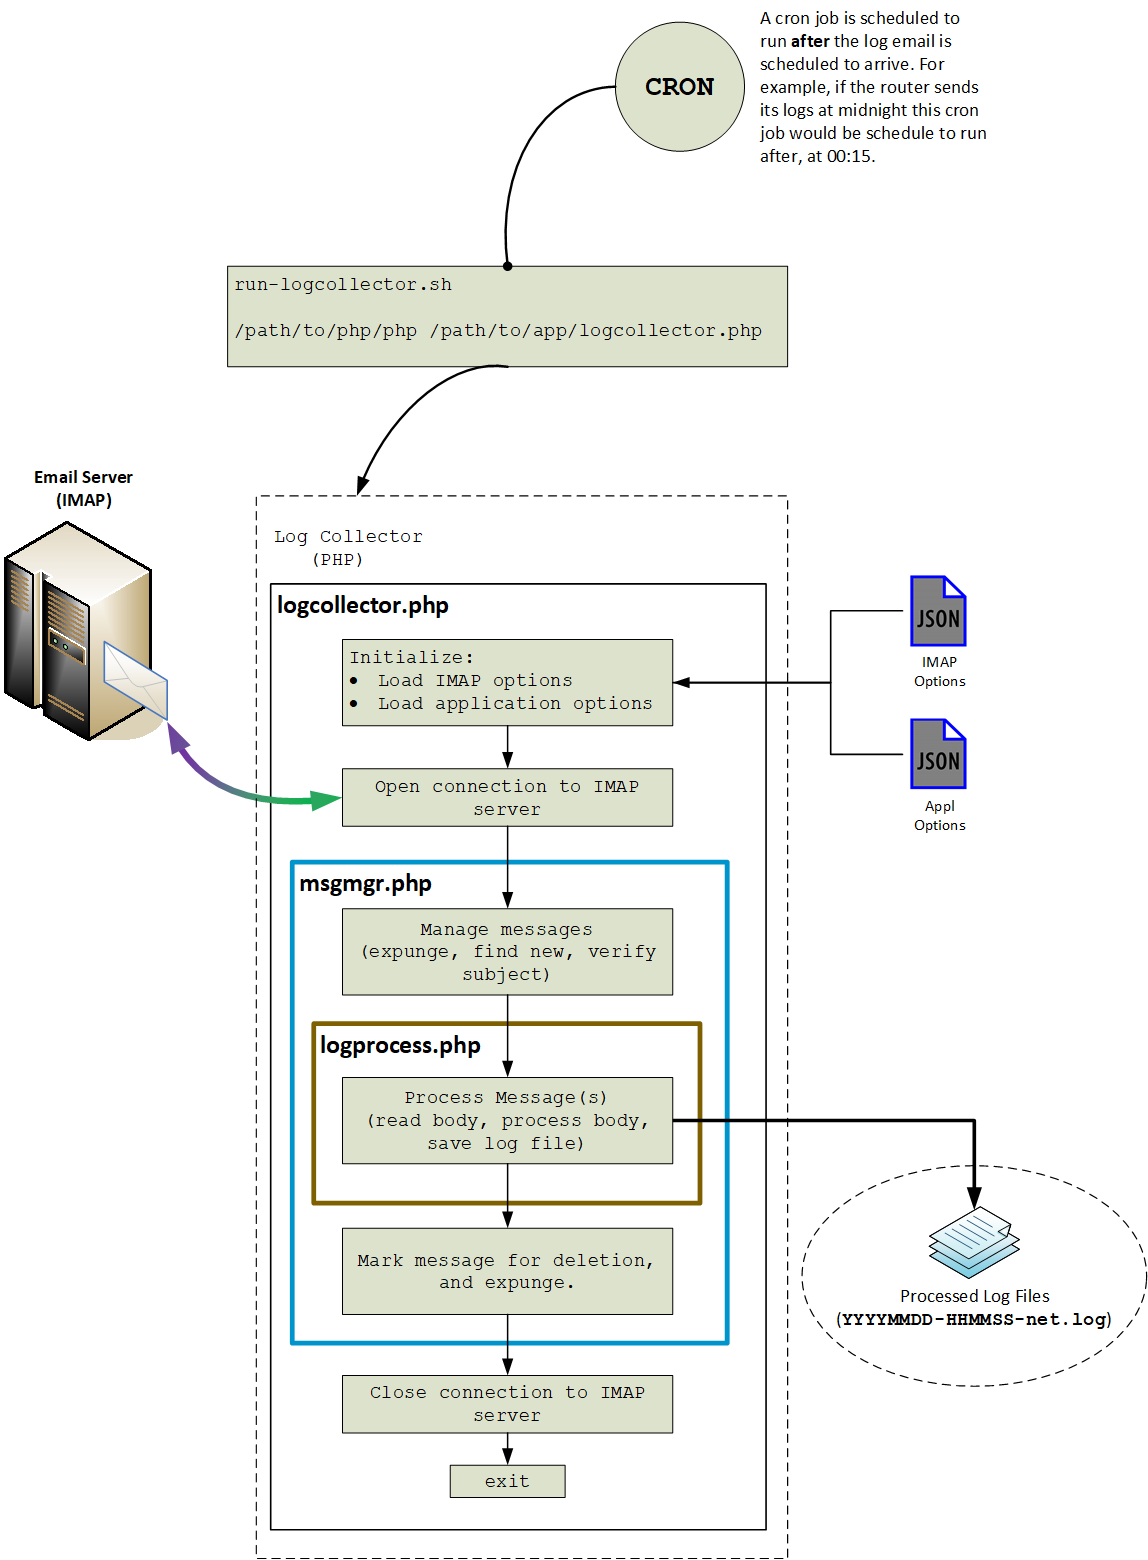 A cron job is scheduled to
run after the log email is
scheduled to arrive. For
example, if the router sends
its logs at midnight this cron
job would be schedule to run
after, at 00:15.
CRON
run-logcollector.sh
/path/to/php/php /path/to/app/logcollector.php
Email Server
(IMAP)
Log Collector
(PHP)
logcollector.php
Initialize:
• Load IMAP options
• Load application options
JSON
IMAP
Options
JSON
Appl
Options
Open connection to IMAP
server
msgmgr.php
Manage messages
(expunge, find new, verify
subject)
logprocess.php
Process Message(s)
(read body, process body,
save log file)
Mark message for deletion,
and expunge.
Processed Log Files
(YYYYMMDD-HHMMSS-net.log)
Close connection to IMAP
server
exit